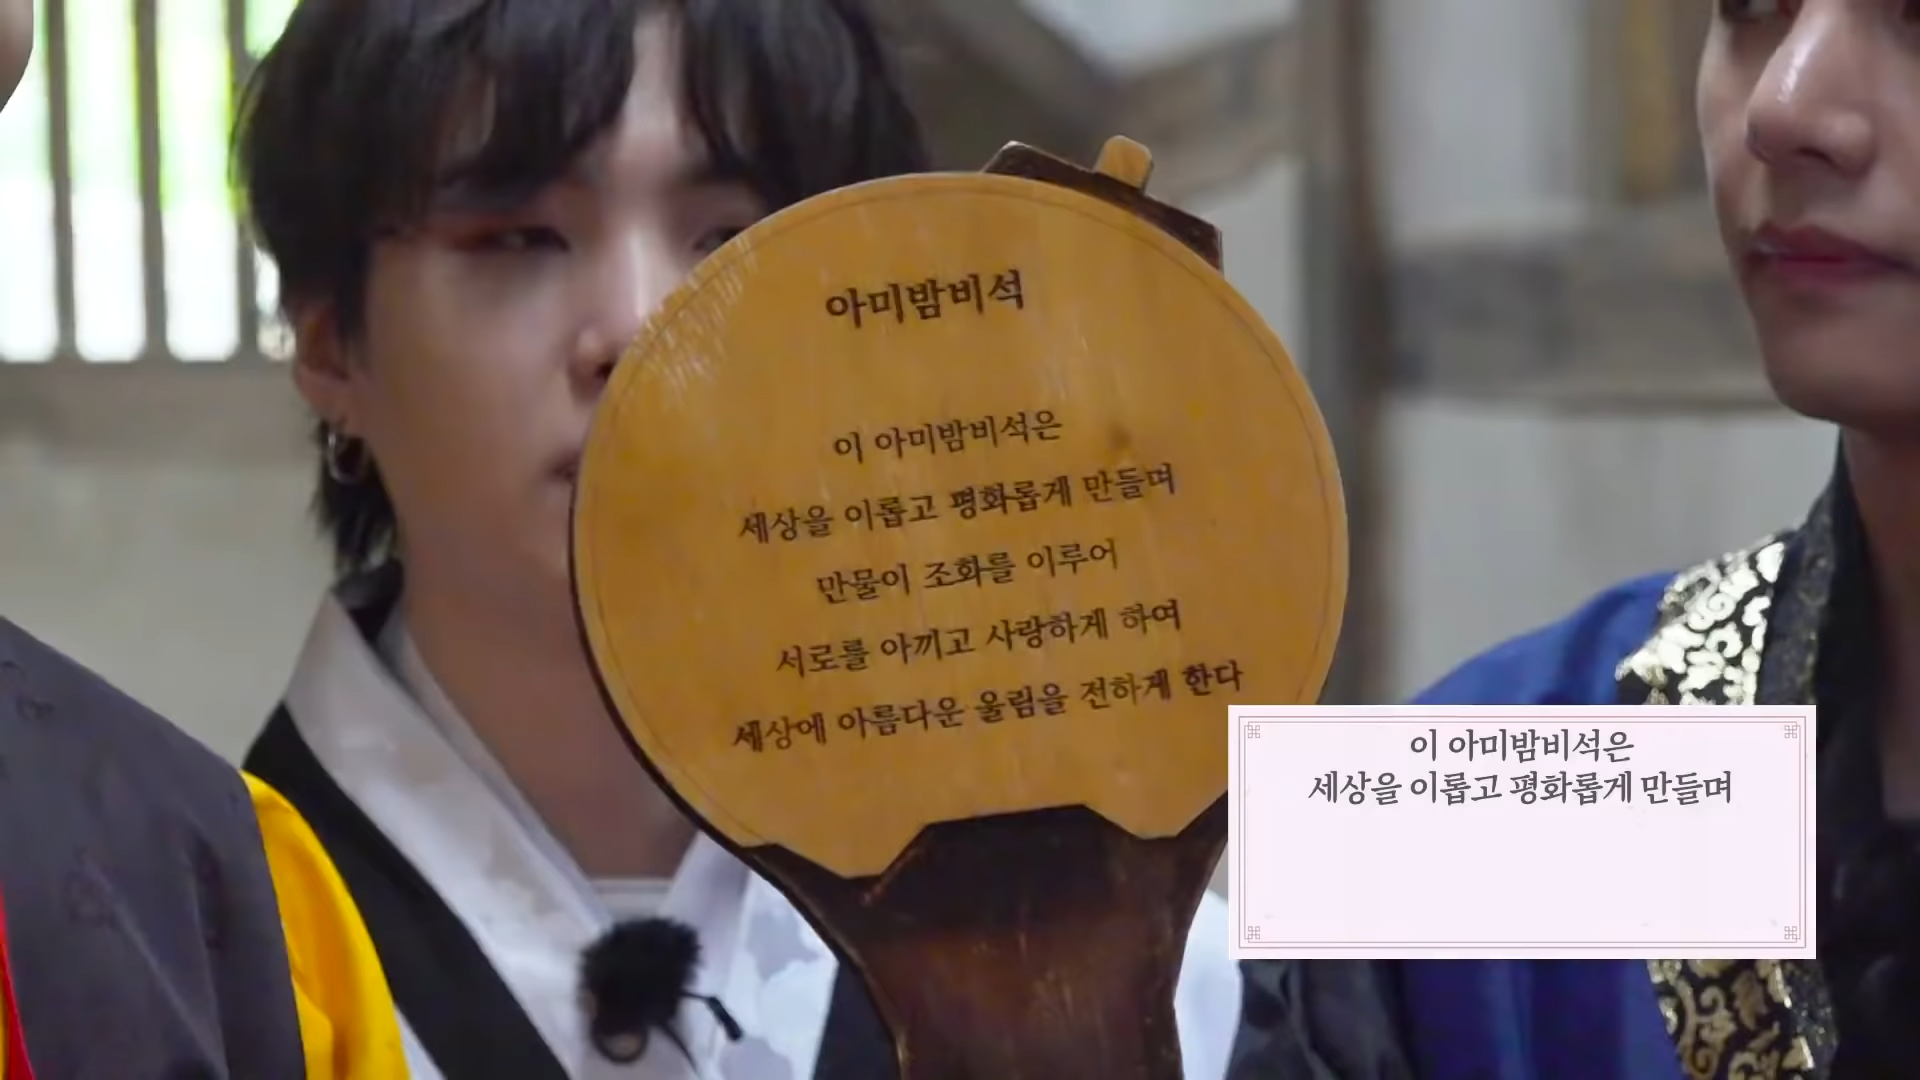 아미밤비석
이 아미밤비석은
세상을 이롭고 평화롭게 만들며
만물이 조화를 이루어
서로를 아끼고 사랑하게 하여
세상에 아름다운 울림을 전하게 한다
이 아미밤비석은
세상을 이롭고 평화롭게 만들며